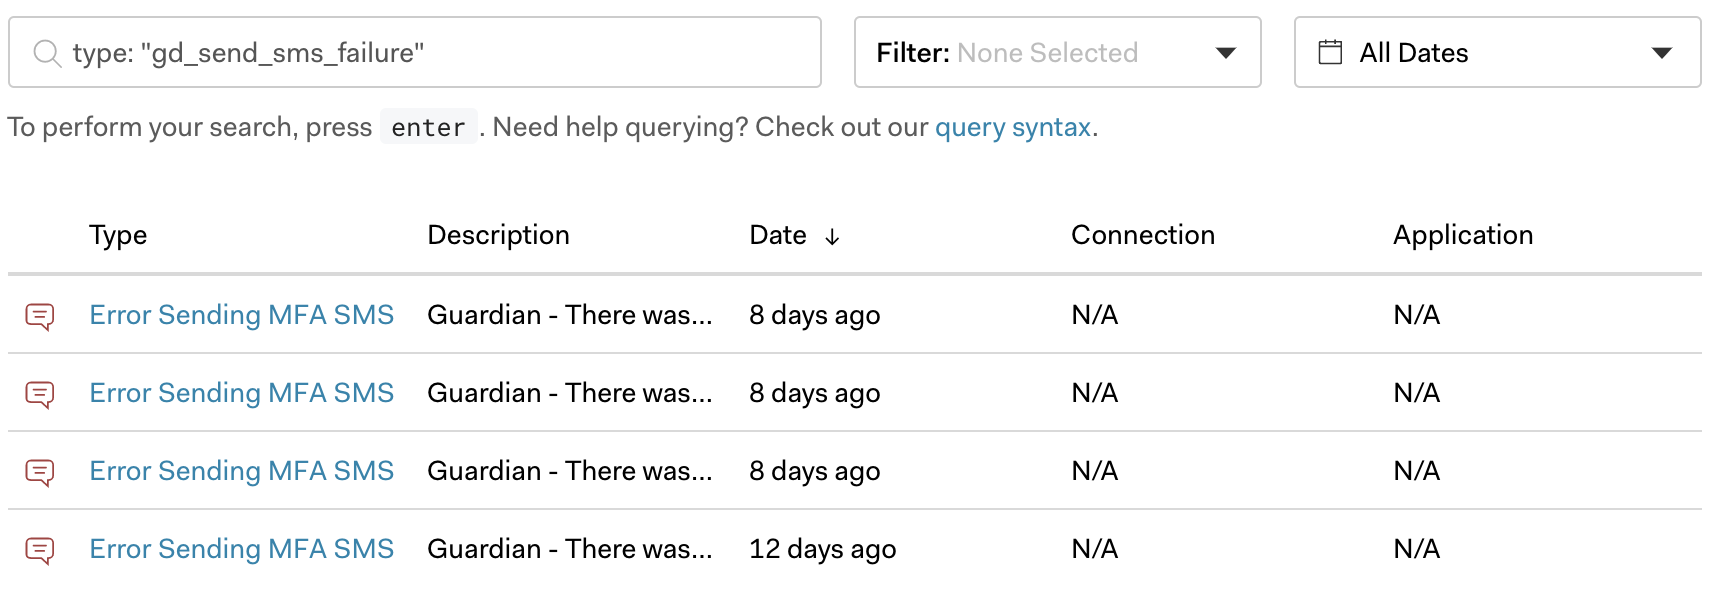 type: "gd_send_sms_failure" Filter: None Selected All Dates
To perform your search, press enter . Need help querying? Check out our query syntax.
Type Description Date ↓ Connection Application
Error Sending MFA SMS Guardian - There was... 8 days ago N/A N/A
Error Sending MFA SMS Guardian - There was... 8 days ago N/A N/A
Error Sending MFA SMS Guardian - There was... 8 days ago N/A N/A
Error Sending MFA SMS Guardian - There was... 12 days ago N/A N/A